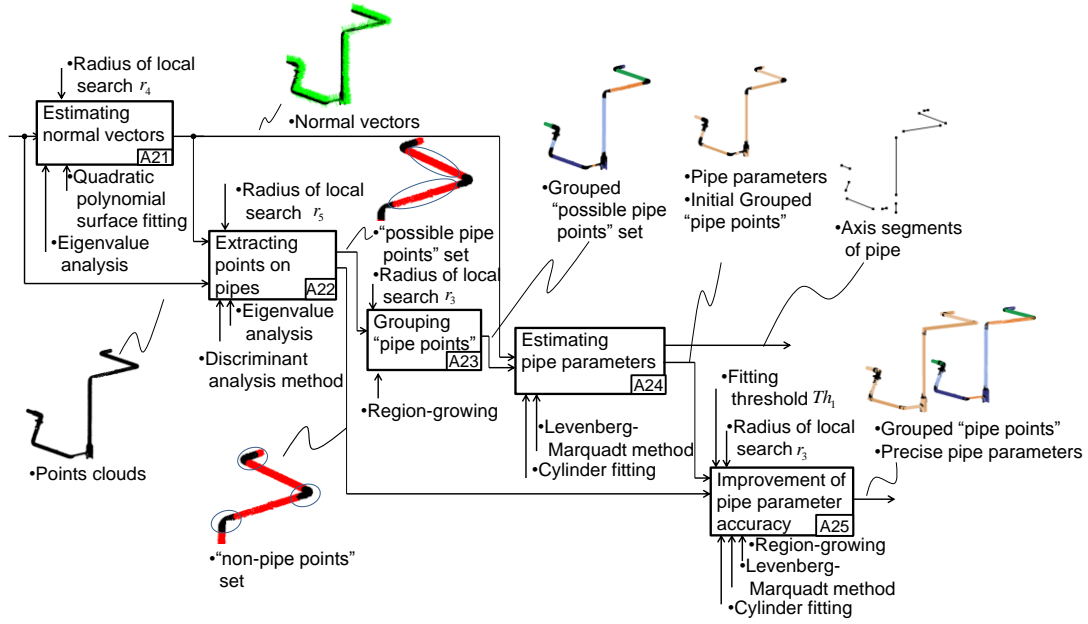 •Radius of local
search r4
Estimating
normal vectors
A21
•Quadratic
polynomial
surface fitting
•Eigenvalue
analysis
•Normal vectors
•Radius of local
search r5
Extracting
points on
pipes
A22
•Eigenvalue
analysis
•Discriminant
analysis method
•Points clouds
•“possible pipe
points” set
•Radius of local
search r3
Grouping
“pipe points”
A23
•Region-growing
•“non-pipe points”
set
•Grouped
“possible pipe
points” set
Estimating
pipe parameters
A24
•Levenberg-
Marquadt method
•Cylinder fitting
•Pipe parameters
•Initial Grouped
“pipe points”
•Axis segments
of pipe
•Fitting
threshold Th1
•Radius of local
search r3
Improvement of
pipe parameter
accuracy
A25
•Region-growing
•Levenberg-
Marquadt method
•Cylinder fitting
•Grouped “pipe points”
•Precise pipe parameters